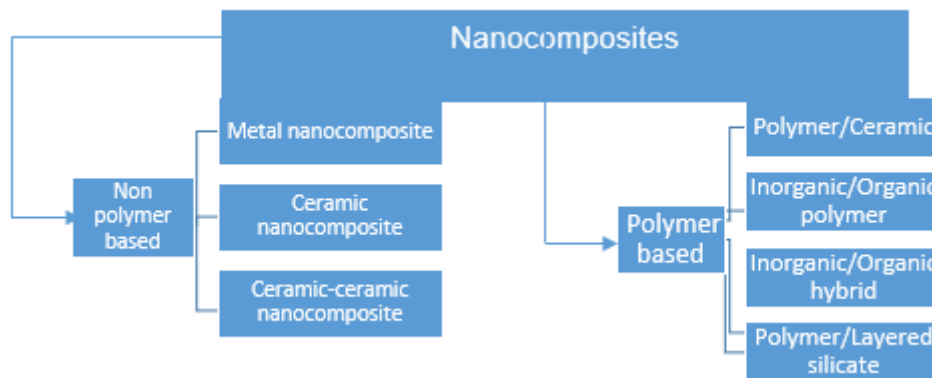 Nanocomposites
Metal nanocomposite
Non
polymer
based
Ceramic
nanocomposite
Ceramic-ceramic
nanocomposite
Polymer
based
Polymer/Ceramic
Inorganic/Organic
polymer
Inorganic/Organic
hybrid
Polymer/Layered
silicate